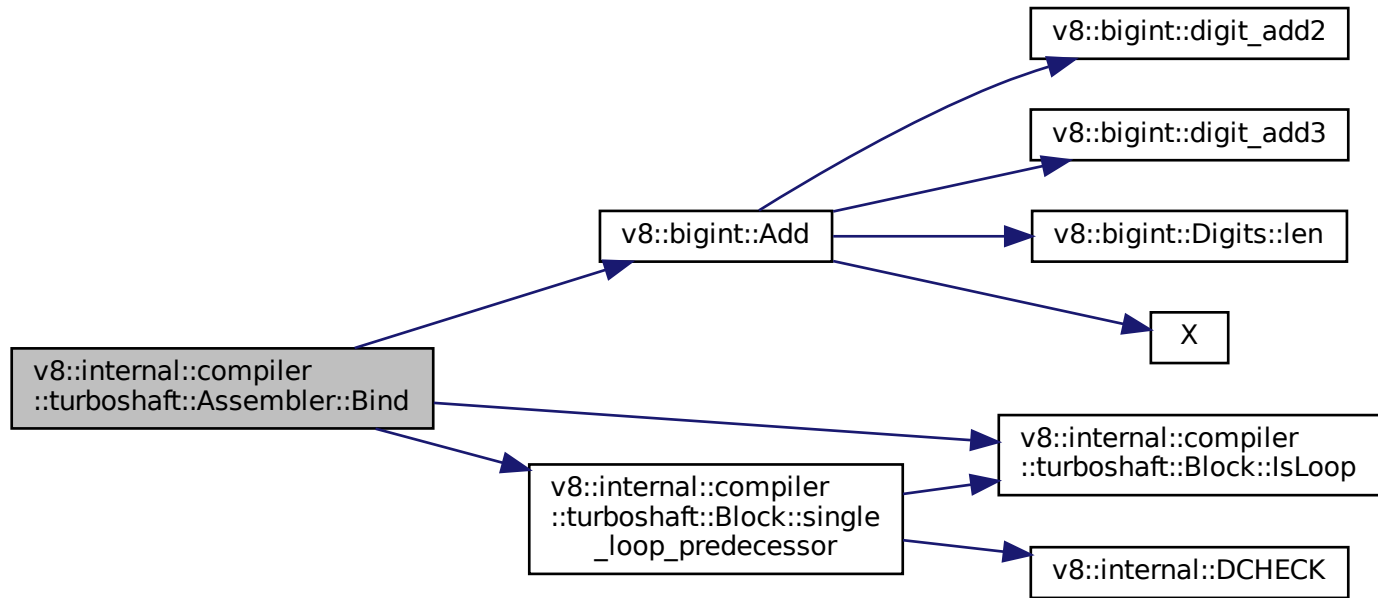 v8::bigint::digit_add2
v8::bigint::digit_add3
v8::bigint::Add
v8::bigint::Digits::len
X
v8::internal::compiler
::turboshaft::Assembler::Bind
v8::internal::compiler
::turboshaft::Block::IsLoop
v8::internal::compiler
::turboshaft::Block::single
_loop_predecessor
v8::internal::DCHECK